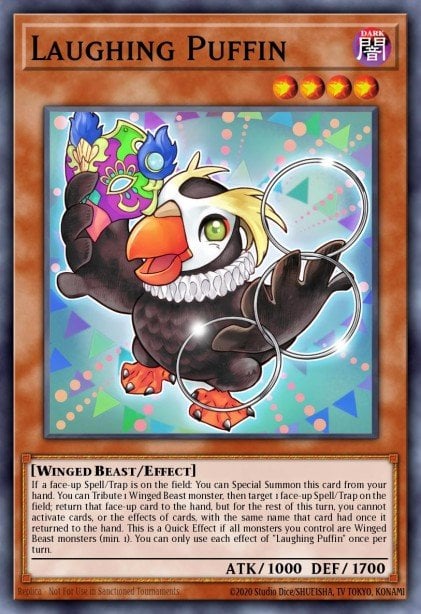 Laughing Puffin
DARK
闇
[Winged Beast/Effect]
If a face-up Spell/Trap is on the field: You can Special Summon this card from your
hand. You can Tribute 1 Winged Beast monster, then target 1 face-up Spell/Trap on the
field; return that face-up card to the hand, but for the rest of this turn, you cannot
activate cards, or the effects of cards, with the same name that card had once it
returned to the hand. This is a Quick Effect if all monsters you control are Winged
Beast monsters (min. 1). You can only use each effect of "Laughing Puffin" once per
turn.
ATK/1000 DEF/1700
Replica - Not For Use in Sanctioned Tournaments
©2020 Studio Dice/SHUEISHA, TV TOKYO, KONAMI